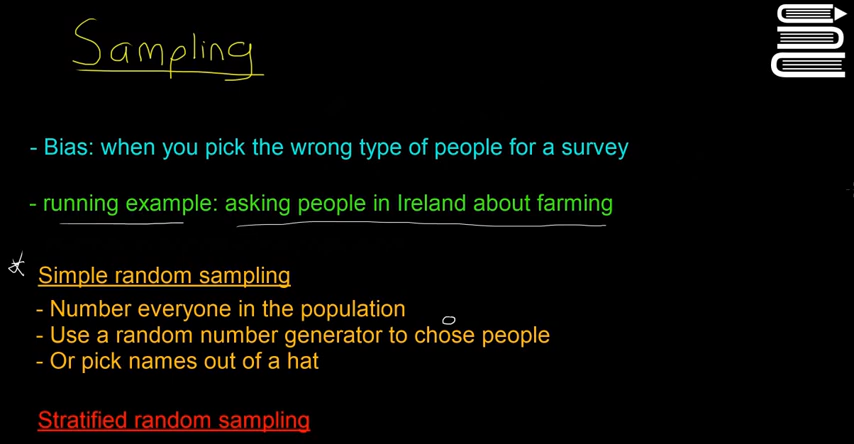 Sampling
- Bias: when you pick the wrong type of people for a survey
- running example: asking people in Ireland about farming
Simple random sampling
- Number everyone in the population
o
- Use a random number generator to chose people
- Or pick names out of a hat
Stratified random sampling